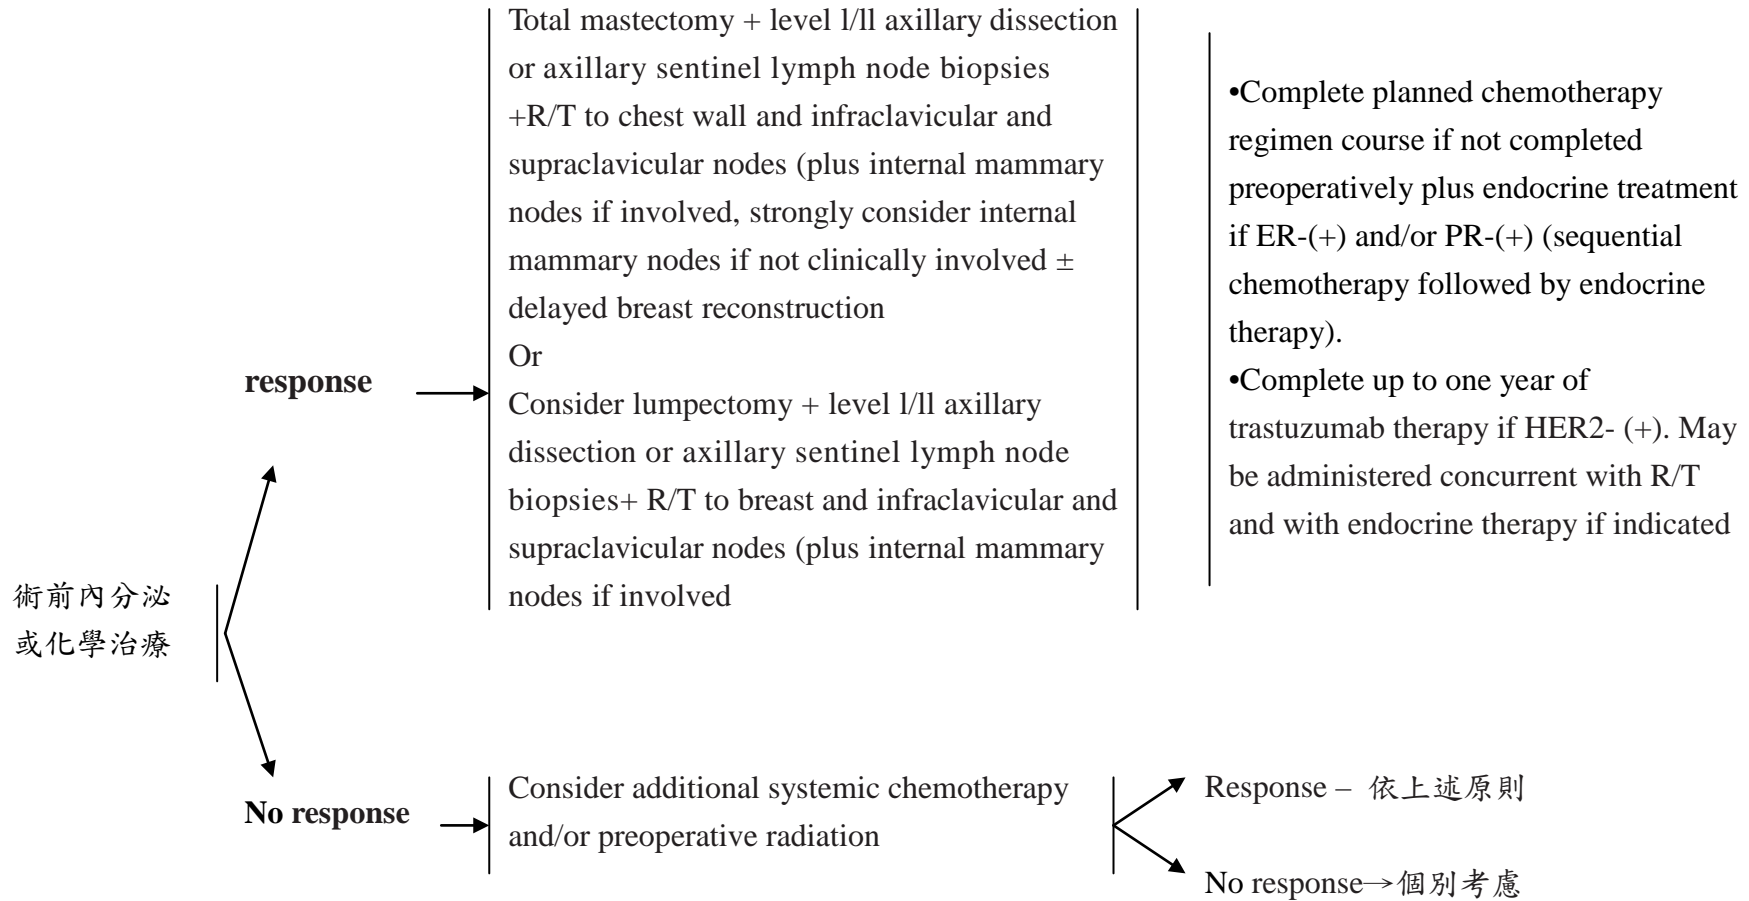 術前內分泌
或化學治療
response
Total mastectomy + level l/ll axillary dissection
or axillary sentinel lymph node biopsies
+R/T to chest wall and infraclavicular and
supraclavicular nodes (plus internal mammary
nodes if involved, strongly consider internal
mammary nodes if not clinically involved ±
delayed breast reconstruction
Or
Consider lumpectomy + level l/ll axillary
dissection or axillary sentinel lymph node
biopsies+ R/T to breast and infraclavicular and
supraclavicular nodes (plus internal mammary
nodes if involved
•Complete planned chemotherapy
regimen course if not completed
preoperatively plus endocrine treatment
if ER-(+) and/or PR-(+) (sequential
chemotherapy followed by endocrine
therapy).
•Complete up to one year of
trastuzumab therapy if HER2- (+). May
be administered concurrent with R/T
and with endocrine therapy if indicated
No response
Consider additional systemic chemotherapy
and/or preoperative radiation
Response – 依上述原則
No response→個別考慮